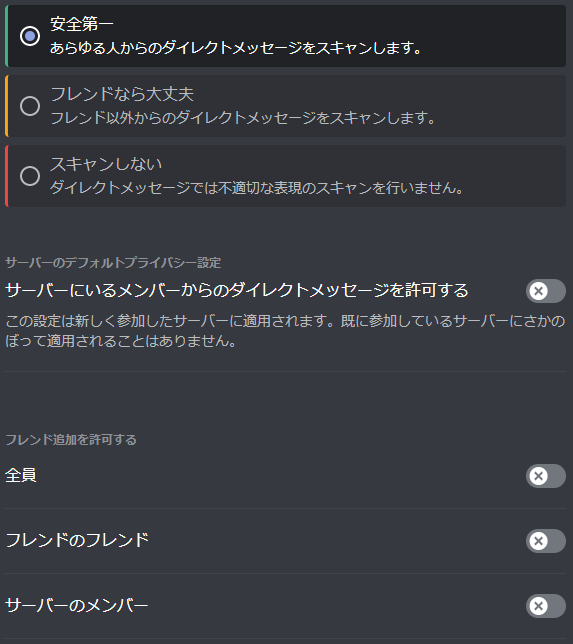 安全第一
あらゆる人からのダイレクトメッセージをスキャンします。
フレンドなら大丈夫
フレンド以外からのダイレクトメッセージをスキャンします。
スキャンしない
ダイレクトメッセージでは不適切な表現のスキャンを行いません。
サーバーのデフォルトプライバシー設定
サーバーにいるメンバーからのダイレクトメッセージを許可する
この設定は新しく参加したサーバーに適用されます。既に参加しているサーバーにさかの
ぼって適用されることはありません。
フレンド追加を許可する
全員
フレンドのフレンド
サーバーのメンバー